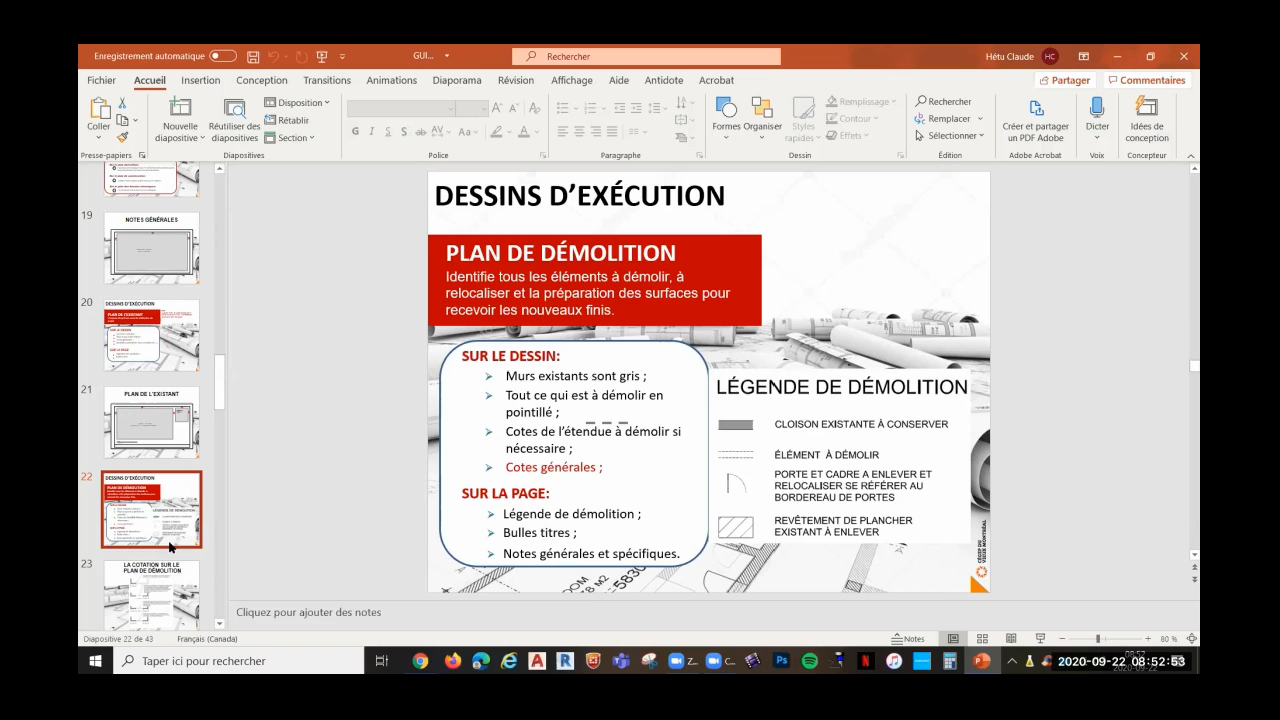 Enregistrement automatique
GUI...
Rechercher
Hétu Claude
HC
Fichier
Accueil
Insertion
Conception
Transitions
Animations
Diaporama
Révision
Affichage
Aide
Antidote
Acrobat
Partager
Commentaires
Coller
Nouvelle
diapositive
Réutiliser des
diapositives
Disposition
Rétablir
Section
Formes
Organiser
Styles
rapides
Remplissage
Contour
Effets
Rechercher
Remplacer
Sélectionner
Créer et partager
un PDF Adobe
Dicter
Idées de
conception
Presse-papiers
Diapositives
Police
Paragraphe
Dessin
Édition
Adobe Acrobat
Voix
Concepteur
19
NOTES GÉNÉRALES
20
DESSINS D'EXÉCUTION
21
PLAN DE L'EXISTANT
22
DESSINS D'EXÉCUTION
PLAN DE DÉMOLITION
23
LA COTATION SUR LE
PLAN DE DÉMOLITION
DESSINS D'EXÉCUTION
PLAN DE DÉMOLITION
Identifie tous les éléments à démolir, à
relocaliser et la préparation des surfaces pour
recevoir les nouveaux finis.
SUR LE DESSIN:
Murs existants sont gris ;
Tout ce qui est à démolir en
pointillé ;
Cotes de l'étendue à démolir si
nécessaire ;
Cotes générales ;
SUR LA PAGE:
Légende de démolition ;
Bulles titres ;
Notes générales et spécifiques.
LÉGENDE DE DÉMOLITION
CLOISON EXISTANTE À CONSERVER
ÉLÉMENT À DÉMOLIR
PORTE ET CADRE A ENLEVER ET
RELOCALISER SE RÉFÉRER AU
BORDEREAU DE PORTES
REVÊTEMENT DE PLANCHER
EXISTANT À ENLEVER
CÉGEP DU
VIEUX MONTRÉAL
5830
Cliquez pour ajouter des notes
Diapositive 22 de 43
Français (Canada)
Notes
80 %
Taper ici pour rechercher
Z...
C...
2020-09-22 08:52:53